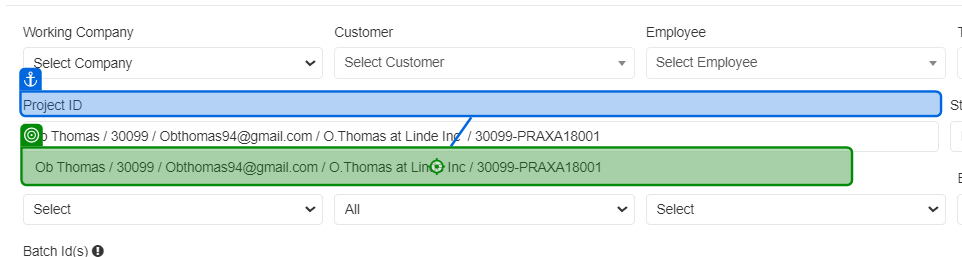 Working Company Customer Employee
Select Company Select Customer Select Employee
Project ID St
b Thomas / 30099 / Obthomas94@gmail.com / O.Thomas at Linde Inc / 30099-PRAXA18001
Ob Thomas / 30099 / Obthomas94@gmail.com / O.Thomas at Linde Inc / 30099-PRAXA18001
Select All Select
Batch Id(s)